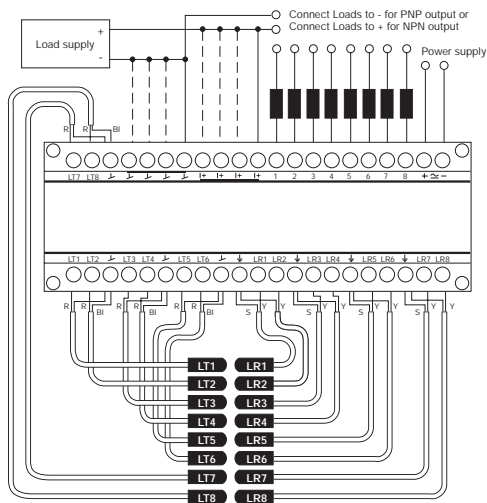 Connect Loads to - for PNP output or
Connect Loads to + for NPN output
+
Load supply
-
Power supply
R R Bl
LT7 LT8 I+ I+ I+ I+ 1 2 3 4 5 6 7 8 + ≃ −
LT1 LT2 LT3 LT4 LT5 LT6 LR1 LR2 LR3 LR4 LR5 LR6 LR7 LR8
R R R R R R Y Y Y Y Y Y Y Y
Bl Bl Bl S S S S
LT1 LR1
LT2 LR2
LT3 LR3
LT4 LR4
LT5 LR5
LT6 LR6
LT7 LR7
LT8 LR8